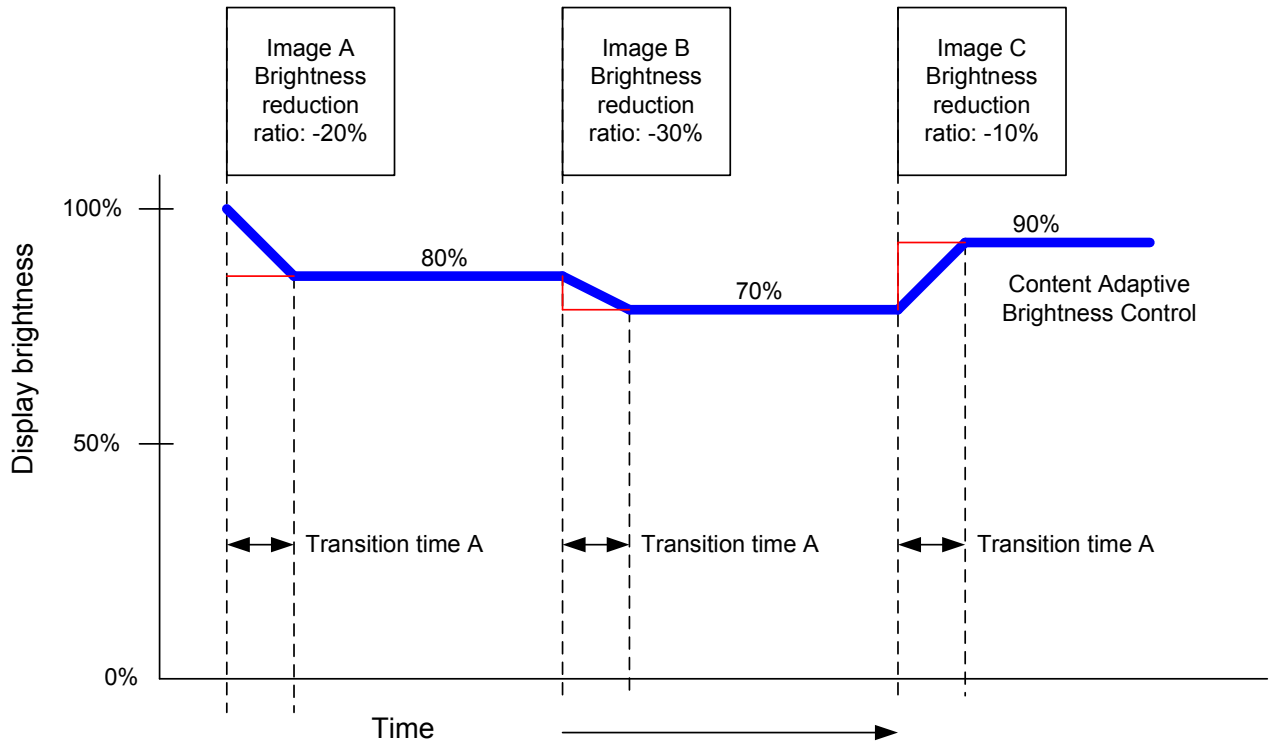 Image A
Brightness
reduction
ratio: -20%
Image B
Brightness
reduction
ratio: -30%
Image C
Brightness
reduction
ratio: -10%
100%
80%
70%
90%
Content Adaptive
Brightness Control
Display brightness
50%
Transition time A
Transition time A
Transition time A
0%
Time